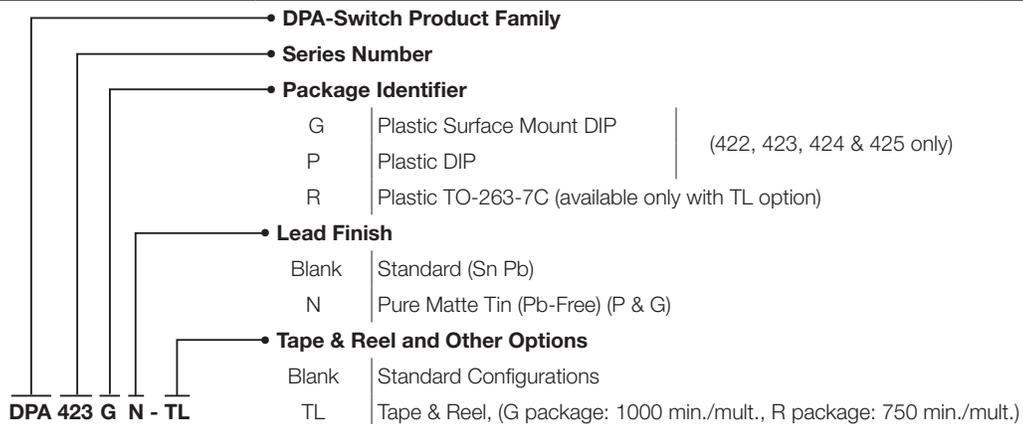 DPA-Switch Product Family
Series Number
Package Identifier
G Plastic Surface Mount DIP
(422, 423, 424 & 425 only)
P Plastic DIP
R Plastic TO-263-7C (available only with TL option)
Lead Finish
Blank Standard (Sn Pb)
N Pure Matte Tin (Pb-Free) (P & G)
Tape & Reel and Other Options
Blank Standard Configurations
DPA 423 G N - TL
TL Tape & Reel, (G package: 1000 min./mult., R package: 750 min./mult.)